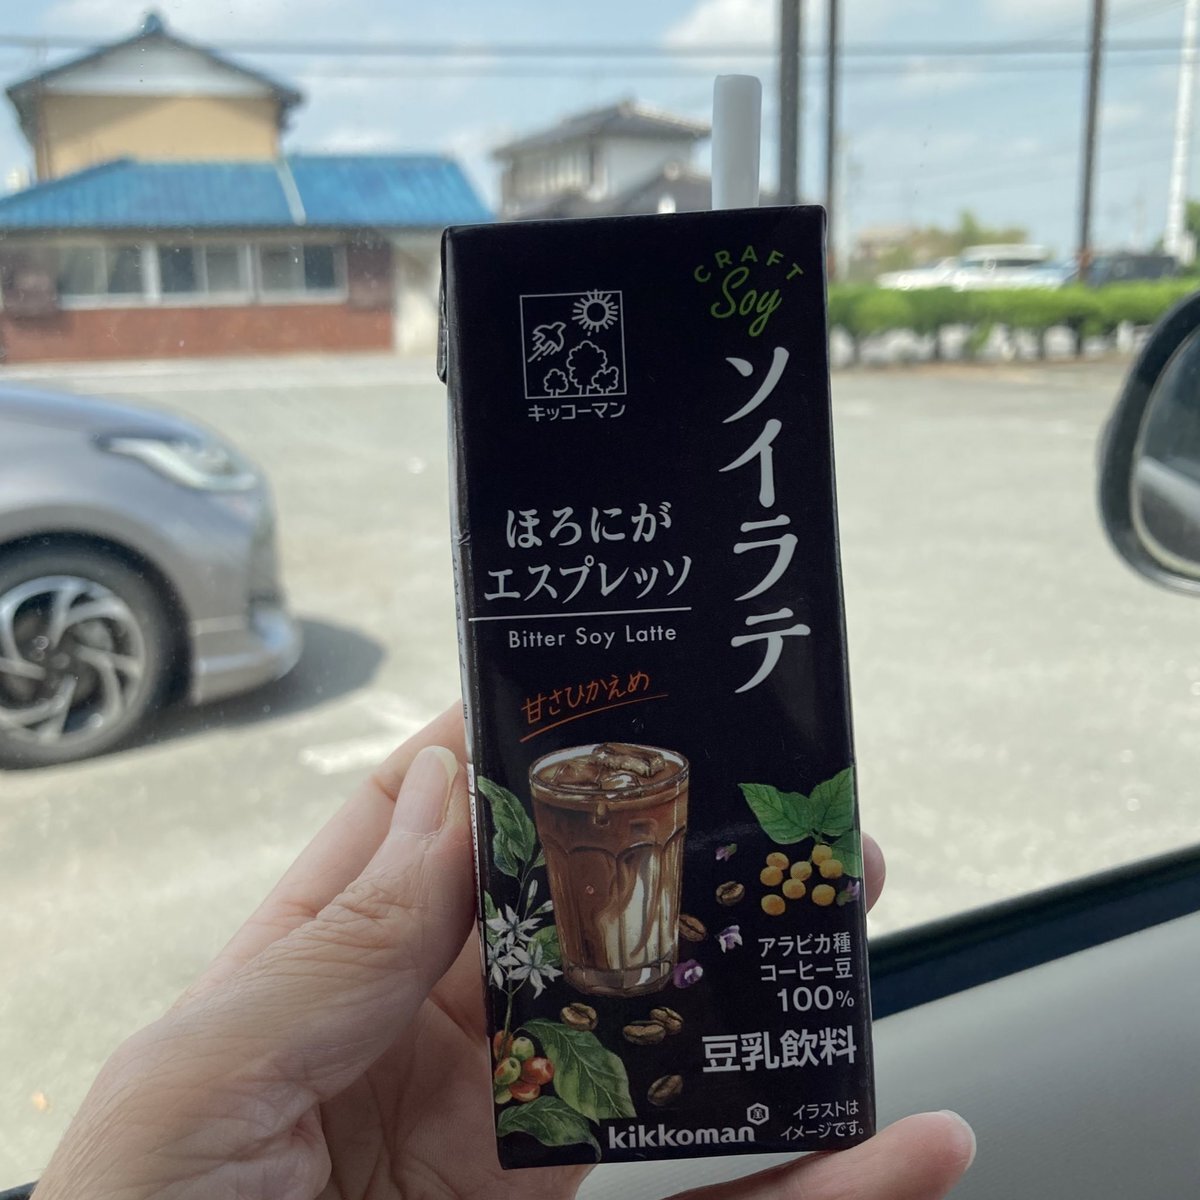 CRAFT
Soy
キッコーマン
ソイラテ
ほろにが
エスプレッソ
Bitter Soy Latte
甘さひかえめ
アラビカ種
コーヒー豆
100%
豆乳飲料
kikkoman
イラストは
イメージです。